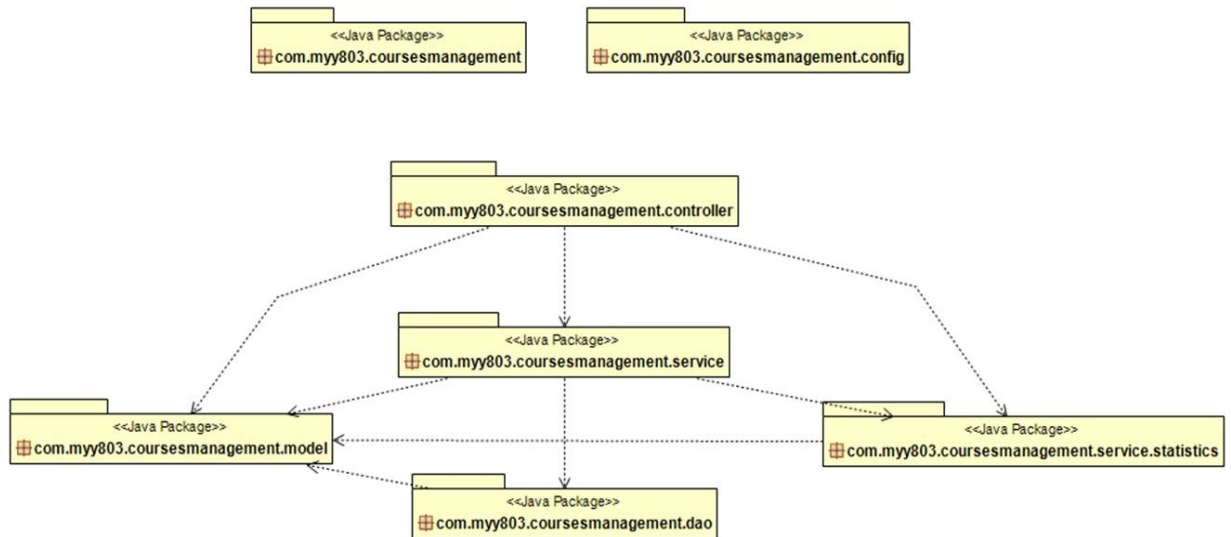 <<Java Package>>
com.myy803.coursesmanagement
<<Java Package>>
com.myy803.coursesmanagement.config
<<Java Package>>
com.myy803.coursesmanagement.controller
<<Java Package>>
com.myy803.coursesmanagement.service
<<Java Package>>
com.myy803.coursesmanagement.model
<<Java Package>>
com.myy803.coursesmanagement.service.statistics
<<Java Package>>
com.myy803.coursesmanagement.dao